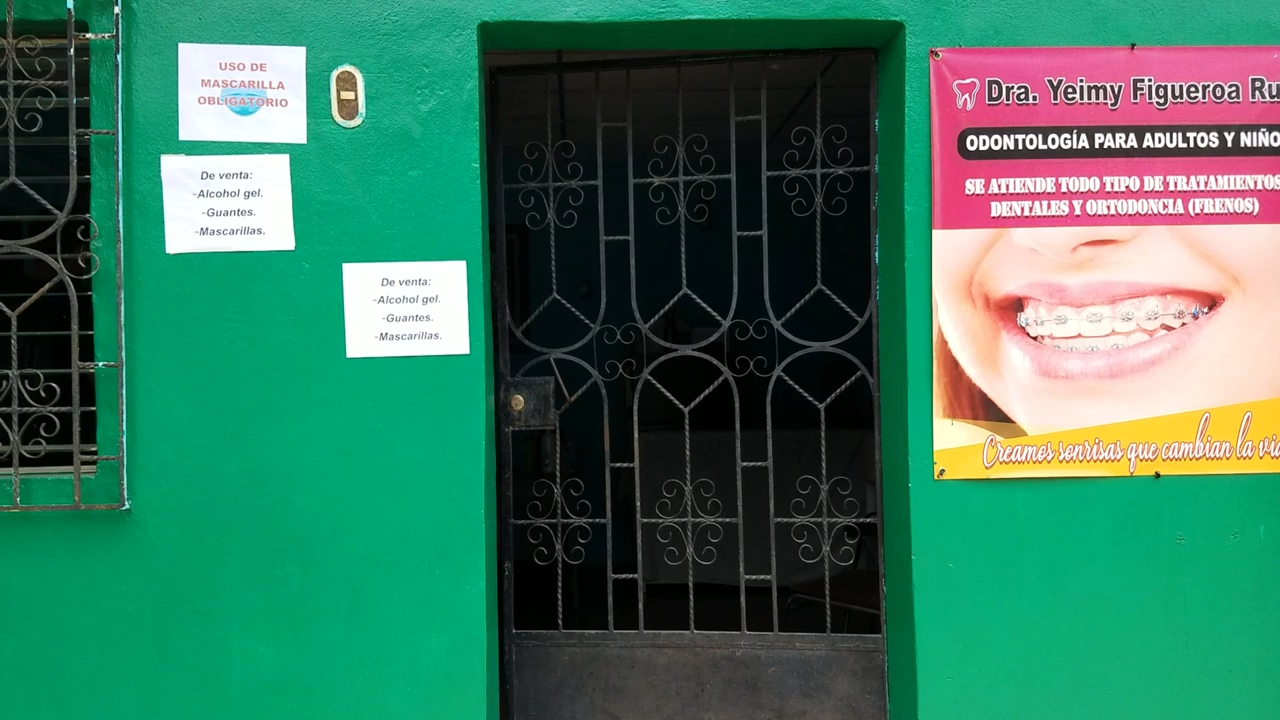 USO DE
MASCARILLA
OBLIGATORIO
De venta:
-Alcohol gel.
-Guantes.
-Mascarillas.
De venta:
-Alcohol gel.
-Guantes.
-Mascarillas.
Dra. Yeimy Figueroa Ru
ODONTOLOGÍA PARA ADULTOS Y NIÑO
SE ATIENDE TODO TIPO DE TRATAMIENTOS
DENTALES Y ORTODONCIA (FRENOS)
Creamos sonrisas que cambian la vi